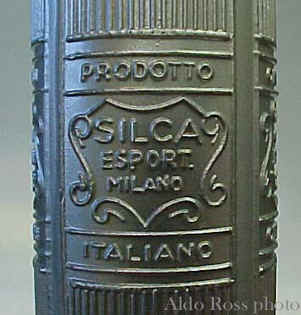 PRODOTTO
SILCA
ESPORT.
MILANO
ITALIANO
Aldo Ross photo